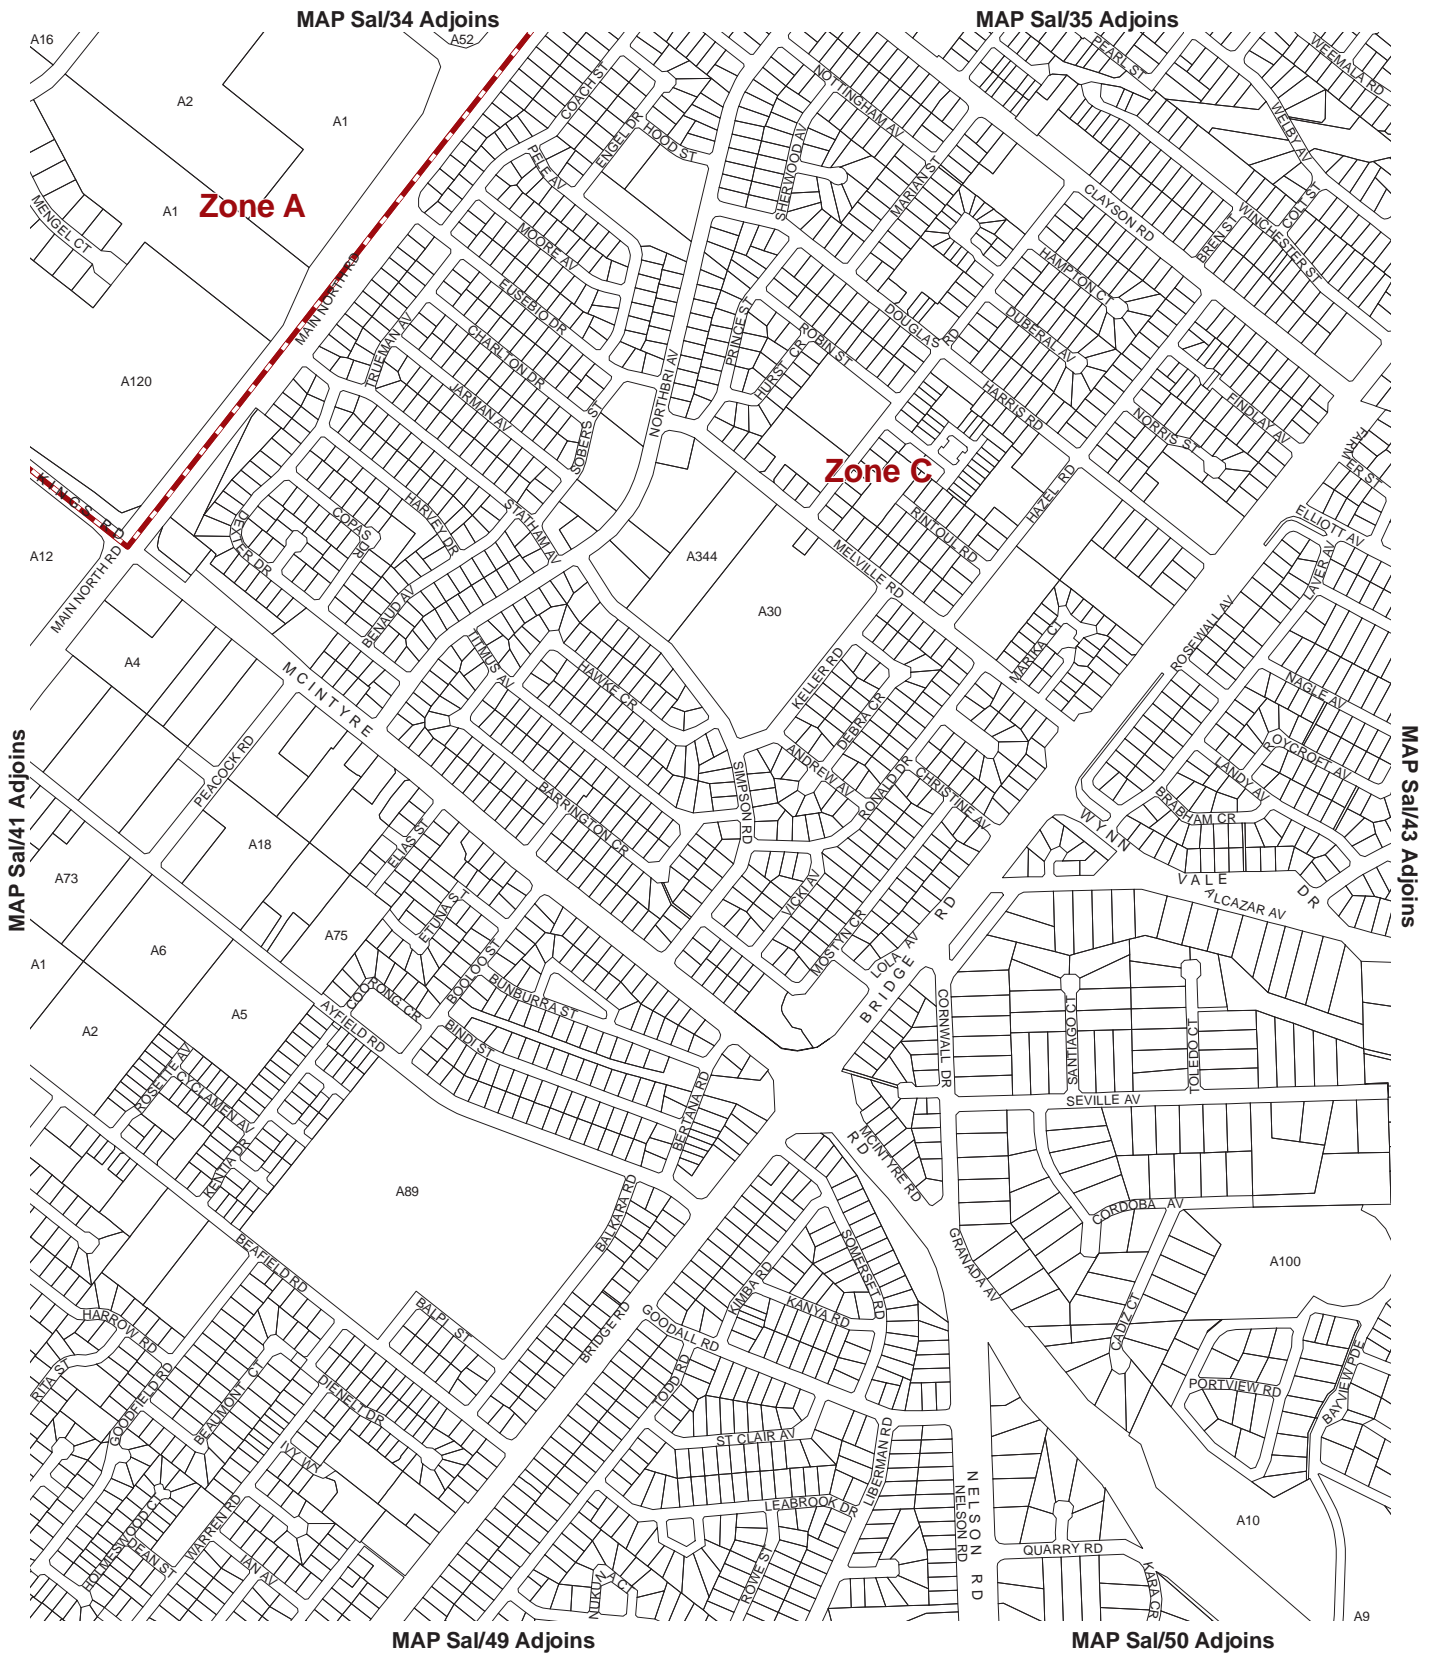 MAP Sal/34 Adjoins
MAP Sal/35 Adjoins
A16
A52
A2
A1
A1
Zone A
MENGEL CT
A120
MAIN NORTH RD
KINGS RD
A12
MAIN NORTH RD
COACH ST
ENGEL DR
HOOD ST
PELE AV
MOORE AV
EUSEBIO DR
CHARLTON DR
TRUEMAN AV
JARMAN AV
SOBERS ST
NORTHBRI AV
HARVEY DR
STATHAM AV
COPAS DR
DEXTER DR
BENAUD AV
NOTTINGHAM AV
SHERWOOD AV
MARIAN ST
PEARL ST
WEEMALA RD
WELBY AV
COLT ST
WINCHESTER ST
BREN ST
CLAYSON RD
HAMPTON CT
DUBERAL AV
DOUGLAS RD
PRINCE ST
ROBIN ST
HURST CR
HARRIS RD
FINDLAY AV
NORRIS ST
FARMER ST
Zone C
RINTOUL RD
HAZEL RD
MELVILLE RD
ELLIOTT AV
LAVER AV
ROSEWALL AV
NAGLE AV
ROYCROFT AV
LANDY AV
BRABHAM CR
A344
A30
MARIKA CT
KELLER RD
DEBRA CR
ANDREW AV
RONALD DR
CHRISTINE AV
SIMPSON RD
HAWKE CR
TITMUS AV
BARRINGTON CR
MCINTYRE
RD
A4
PEACOCK RD
A18
A73
A6
A75
A1
A5
A2
ELIAS ST
ETUNA ST
BOOLOO ST
COORONG CR
AYFIELD RD
BUNBURRA ST
BINDI ST
BERTANA RD
VICKI AV
MOSTYN CR
LOLA AV
BRIDGE RD
WYNN VALE DR
ALCAZAR AV
CORNWALL DR
SANTIAGO CT
TOLEDO CT
SEVILLE AV
MCINTYRE RD
CORDOBA AV
GRANADA AV
CADIZ CT
A100
PORTVIEW RD
BAYVIEW PDE
ROSETTE AV
CYCLAMEN AV
KENTIA DR
A89
BALKARA RD
BEAFIELD RD
BALPI ST
BRIDGE RD
HARROW RD
RITA ST
GOODFIELD RD
BEAUMONT CT
DIENELT DR
IVY WY
HOLMESWOOD CT
DEAN ST
WARREN RD
IAN AV
GOODALL RD
KIMBA RD
KANYA RD
SOMERSET RD
TODD RD
ST CLAIR AV
LIBERMAN RD
LEABROOK DR
ROWE ST
NUKUNA CT
NELSON RD
NELSON RD
QUARRY RD
KARA CR
A10
A9
MAP Sal/41 Adjoins
MAP Sal/43 Adjoins
MAP Sal/49 Adjoins
MAP Sal/50 Adjoins